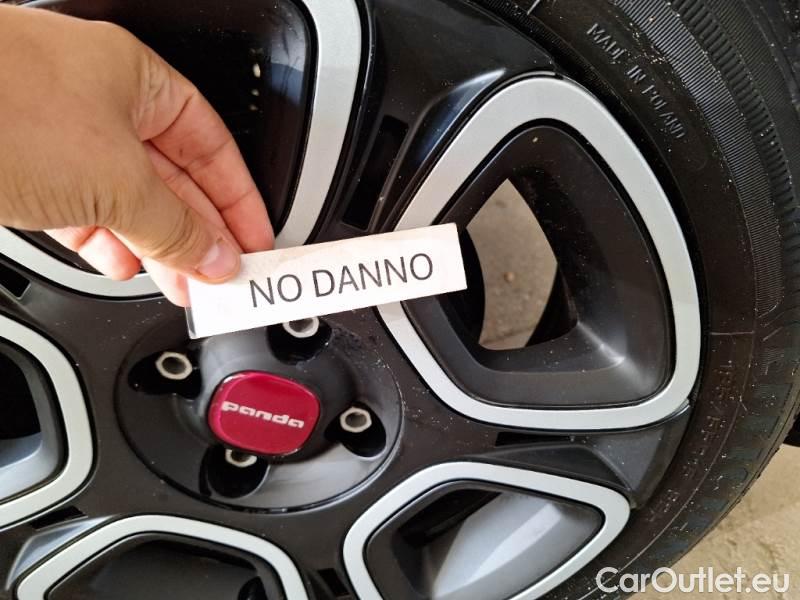 MADE IN POLAND
NO DANNO
panda
CarOutlet.eu